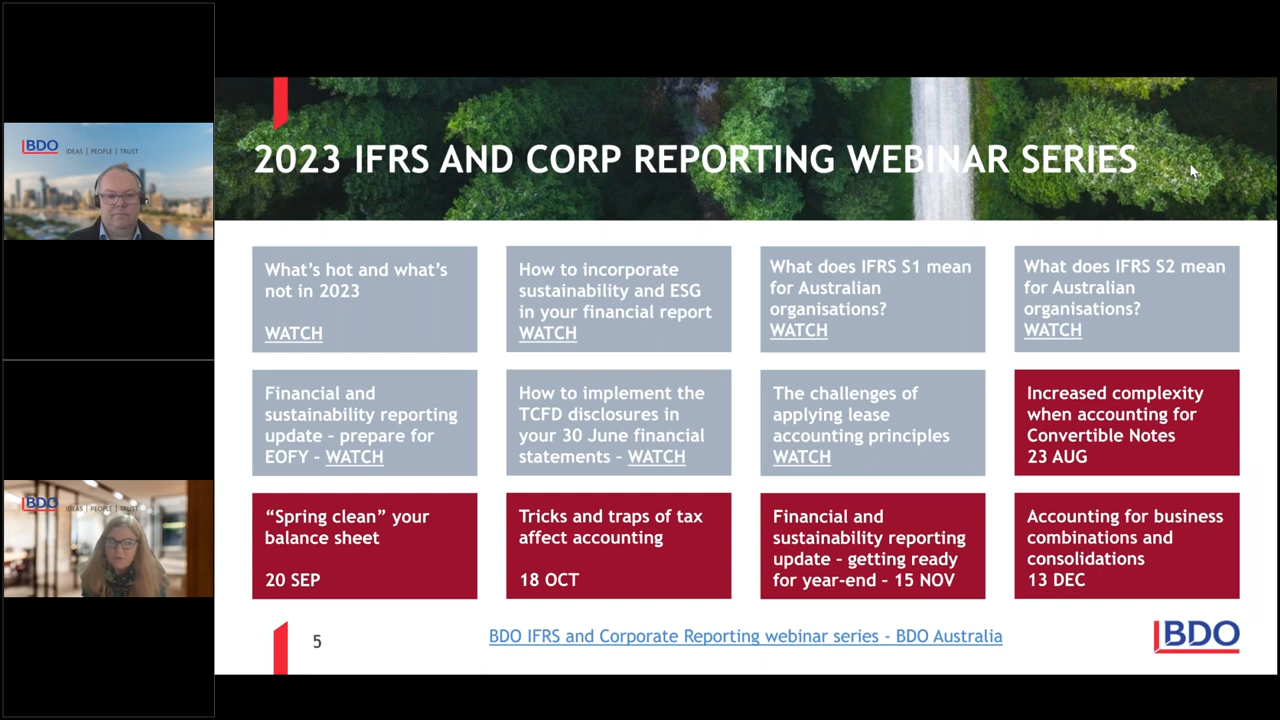 BDO
IDEAS | PEOPLE | TRUST
BDO
IDEAS | PEOPLE | TRUST
2023 IFRS AND CORP REPORTING WEBINAR SERIES
What's hot and what's
not in 2023
WATCH
How to incorporate
sustainability and ESG
in your financial report
WATCH
What does IFRS S1 mean
for Australian
organisations?
WATCH
What does IFRS S2 mean
for Australian
organisations?
WATCH
Financial and
sustainability reporting
update – prepare for
EOFY – WATCH
How to implement the
TCFD disclosures in
your 30 June financial
statements – WATCH
The challenges of
applying lease
accounting principles
WATCH
Increased complexity
when accounting for
Convertible Notes
23 AUG
“Spring clean” your
balance sheet
20 SEP
Tricks and traps of tax
affect accounting
18 OCT
Financial and
sustainability reporting
update – getting ready
for year-end – 15 NOV
Accounting for business
combinations and
consolidations
13 DEC
5
BDO IFRS and Corporate Reporting webinar series - BDO Australia
BDO